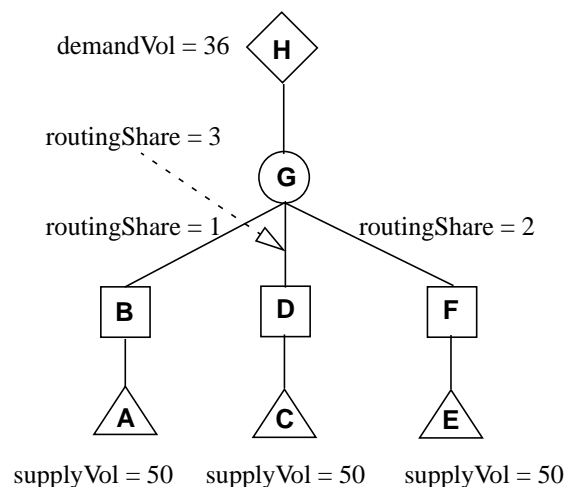 demandVol = 36
H
routingShare = 3
G
routingShare = 1
routingShare = 2
B
D
F
A
C
E
supplyVol = 50
supplyVol = 50
supplyVol = 50